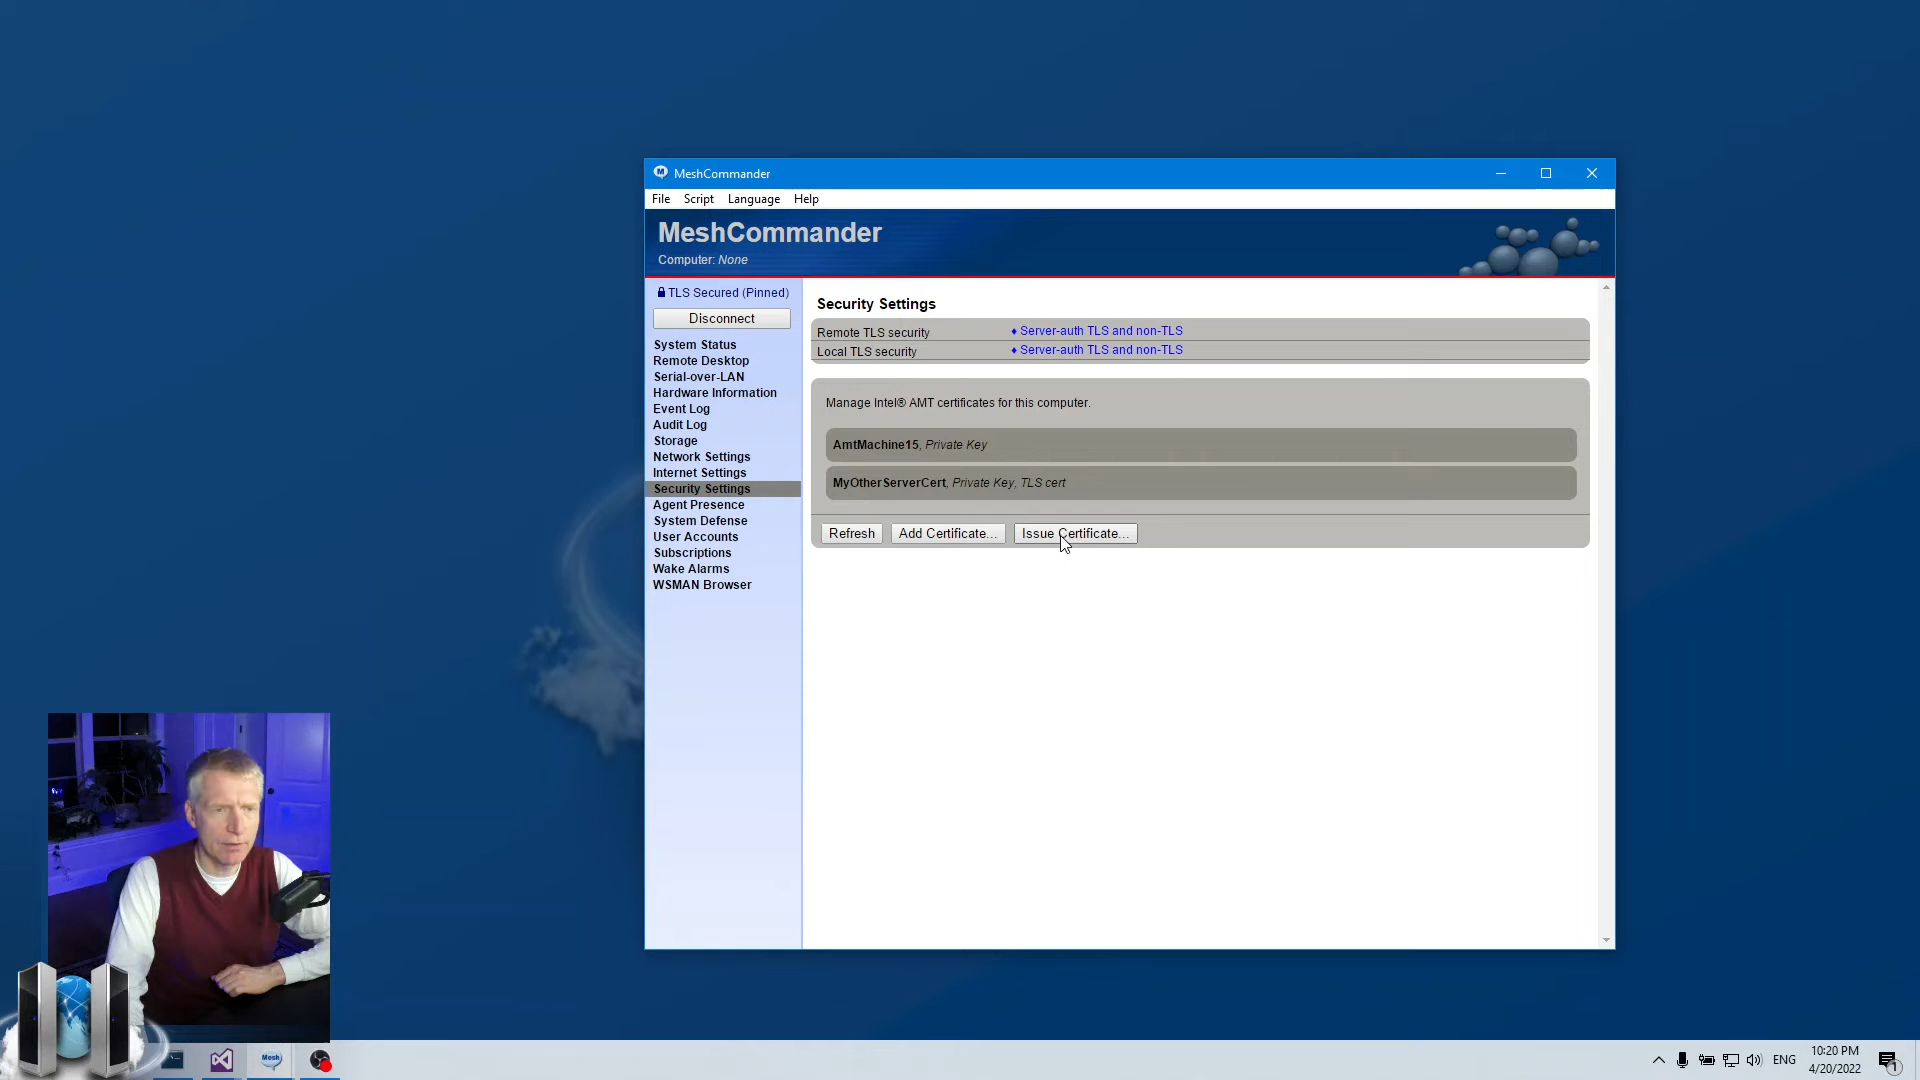 MeshCommander
File Script Language Help
MeshCommander
Computer: None
TLS Secured (Pinned)
Disconnect
System Status
Remote Desktop
Serial-over-LAN
Hardware Information
Event Log
Audit Log
Storage
Network Settings
Internet Settings
Security Settings
Agent Presence
System Defense
User Accounts
Subscriptions
Wake Alarms
WSMAN Browser
Security Settings
Remote TLS security ♦ Server-auth TLS and non-TLS
Local TLS security ♦ Server-auth TLS and non-TLS
Manage Intel® AMT certificates for this computer.
AmtMachine15, Private Key
MyOtherServerCert, Private Key, TLS cert
Refresh Add Certificate... Issue Certificate...
Mesh
ENG
10:20 PM
4/20/2022
1